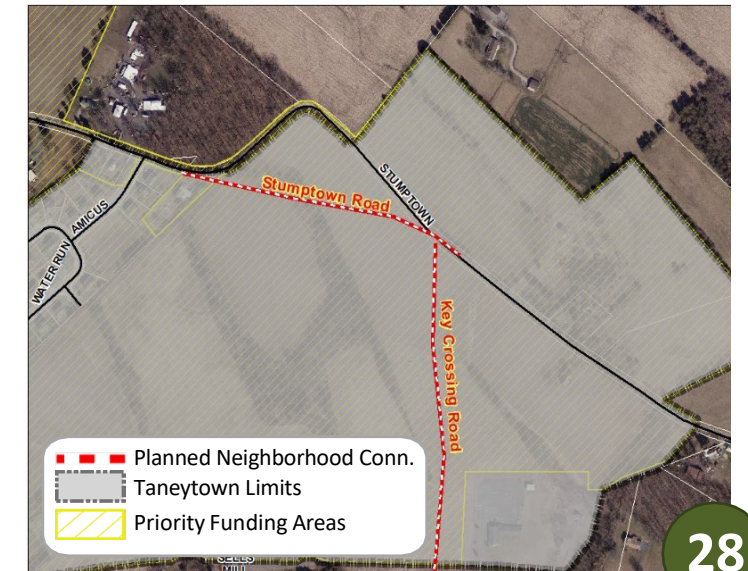 STUMPTOWN
Stumptown Road
AMICUS
WATER RUN
Key Crossing Road
Planned Neighborhood Conn.
Taneytown Limits
Priority Funding Areas
SELLS
MILL
28